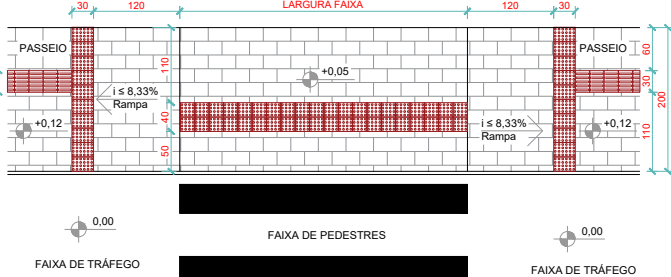 30 120 LARGURA FAIXA 120 30
PASSEIO PASSEIO
110 +0,05 60
i ≤ 8,33% 30
Rampa 200
+0,12 40 i ≤ 8,33% +0,12
Rampa 110
50
0,00 FAIXA DE PEDESTRES 0,00
FAIXA DE TRÁFEGO FAIXA DE TRÁFEGO